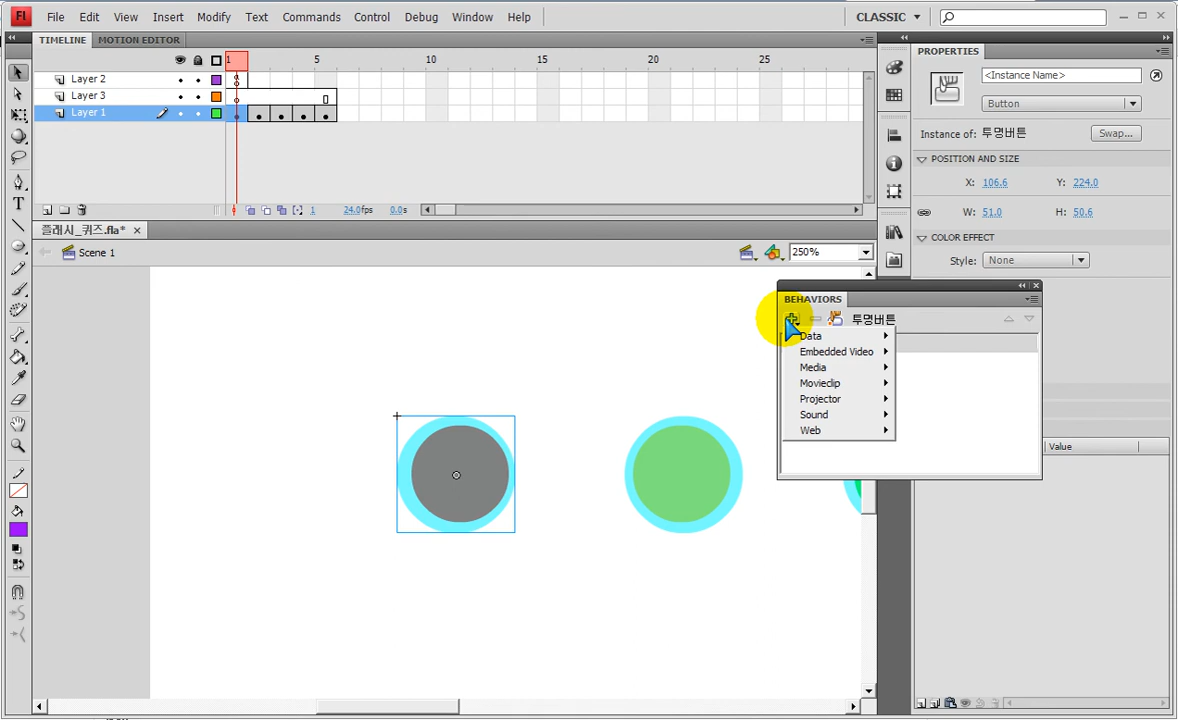 Fl File Edit View Insert Modify Text Commands Control Debug Window Help CLASSIC
TIMELINE MOTION EDITOR
1 5 10 15 20 25
Layer 2
Layer 3
Layer 1
1 24.0fps 0.0s
플래시_퀴즈.fla*
Scene 1
250%
PROPERTIES
<Instance Name>
Button
Instance of: 투명버튼 Swap...
POSITION AND SIZE
X: 106.6 Y: 224.0
W: 51.0 H: 50.6
COLOR EFFECT
Style: None
BEHAVIORS
투명버튼
Data
Embedded Video
Media
Movieclip
Projector
Sound
Web
Value